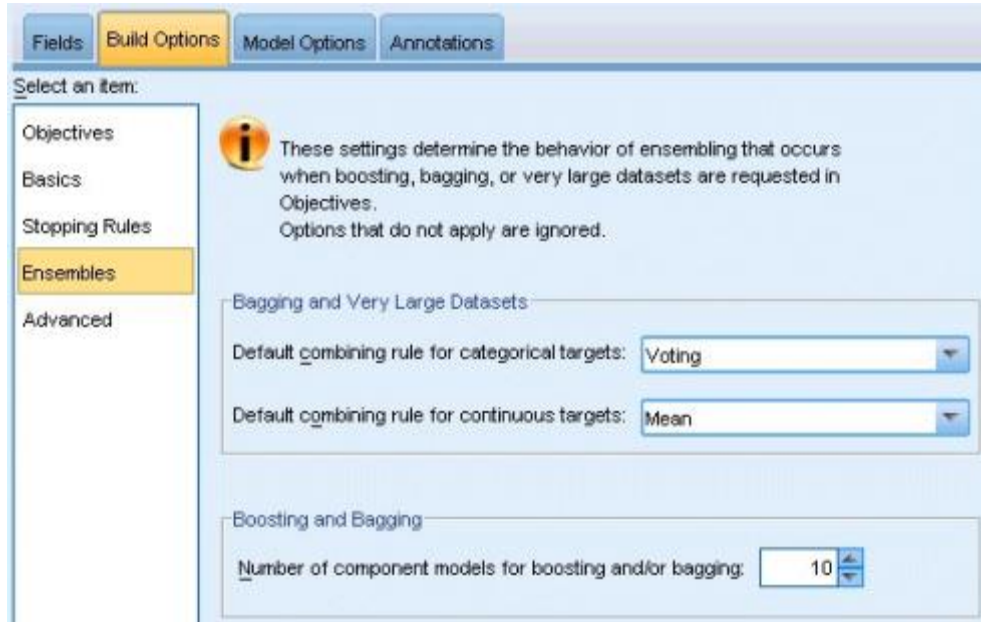 Fields
Build Options
Model Options
Annotations
Select an item:
Objectives
Basics
Stopping Rules
Ensembles
Advanced
These settings determine the behavior of ensembling that occurs
when boosting, bagging, or very large datasets are requested in
Objectives.
Options that do not apply are ignored.
Bagging and Very Large Datasets
Default combining rule for categorical targets: Voting
Default combining rule for continuous targets: Mean
Boosting and Bagging
Number of component models for boosting and/or bagging: 10